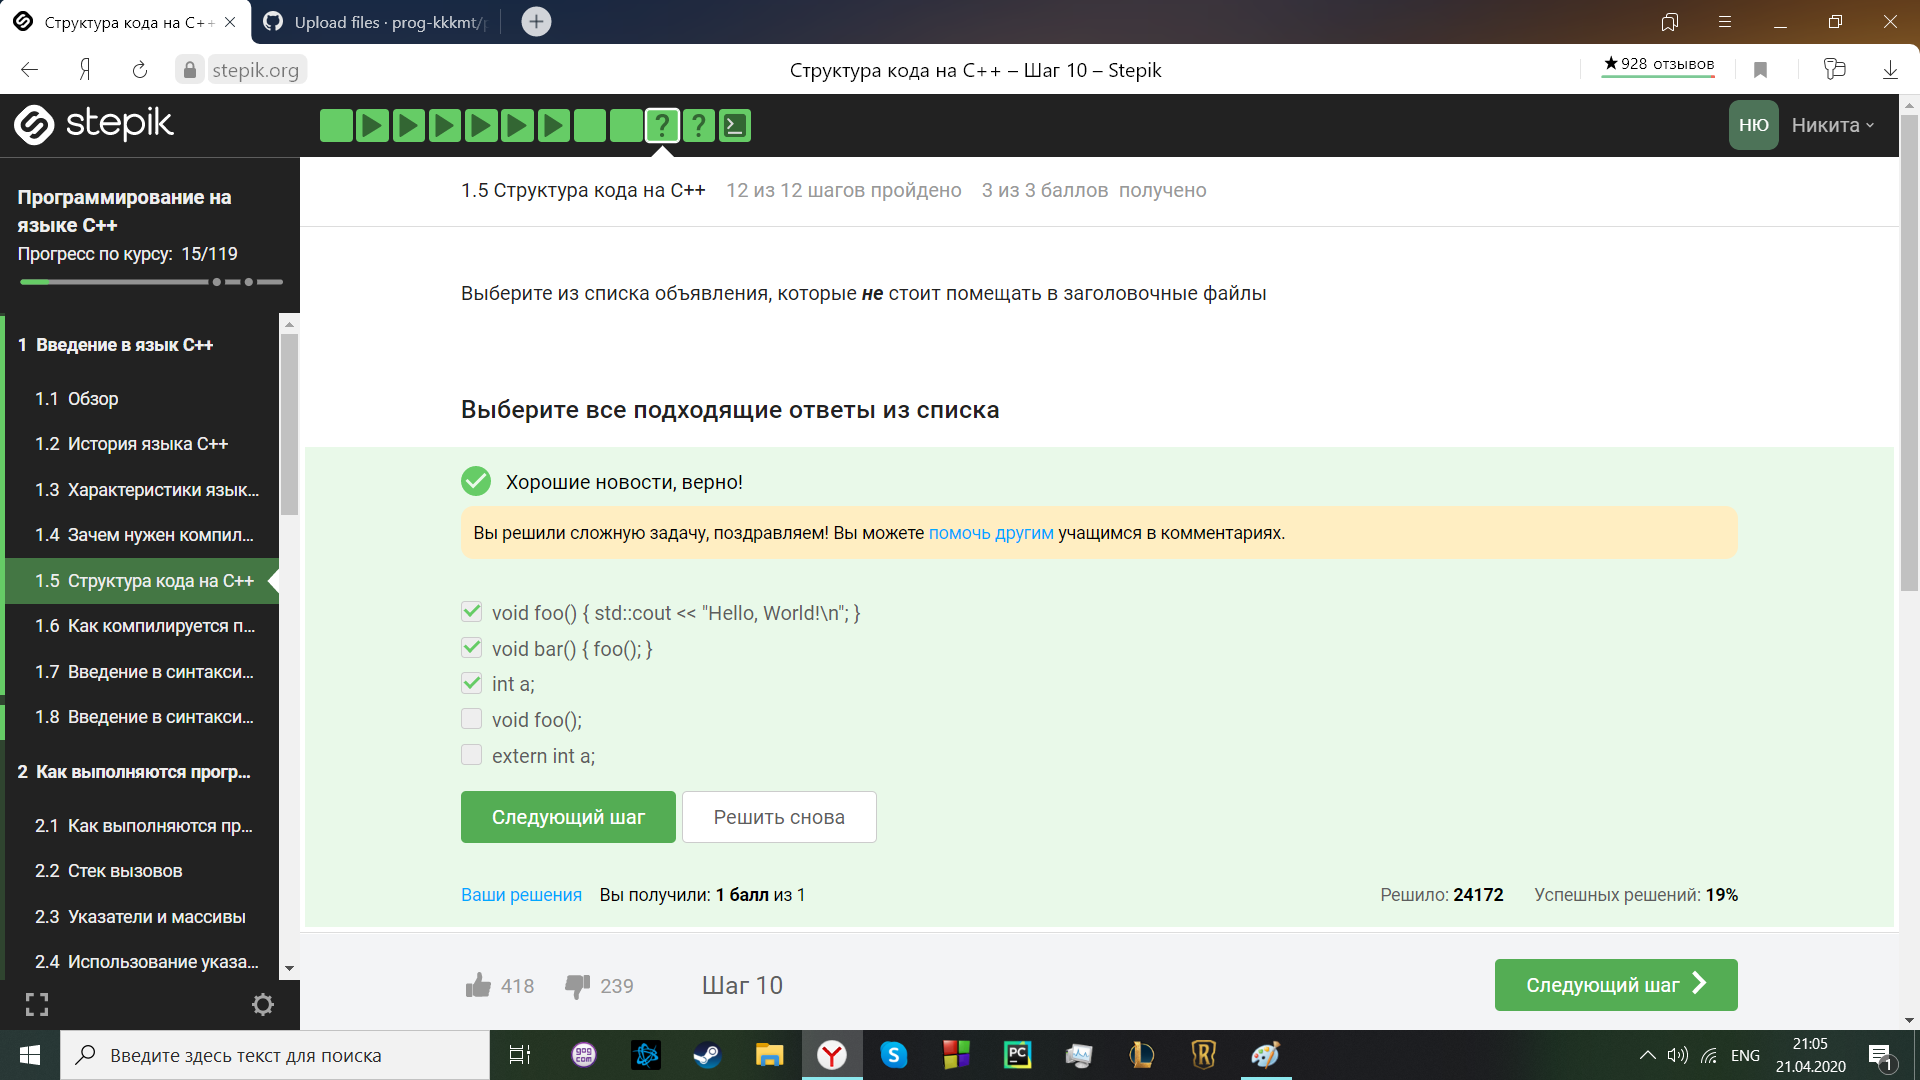 Структура кода на C++
Upload files · prog-kkkmt/
stepik.org
Структура кода на C++ – Шаг 10 – Stepik
★928 отзывов
stepik
? ?
НЮ Никита
Программирование на
языке C++
Прогресс по курсу: 15/119
1.5 Структура кода на C++ 12 из 12 шагов пройдено 3 из 3 баллов получено
Выберите из списка объявления, которые не стоит помещать в заголовочные файлы
1 Введение в язык C++
1.1 Обзор
1.2 История языка C++
1.3 Характеристики язык...
1.4 Зачем нужен компил...
1.5 Структура кода на C++
1.6 Как компилируется п...
1.7 Введение в синтакси...
1.8 Введение в синтакси...
2 Как выполняются прогр...
2.1 Как выполняются пр...
2.2 Стек вызовов
2.3 Указатели и массивы
2.4 Использование указа...
Выберите все подходящие ответы из списка
Хорошие новости, верно!
Вы решили сложную задачу, поздравляем! Вы можете помочь другим учащимся в комментариях.
void foo() { std::cout << "Hello, World!\n"; }
void bar() { foo(); }
int a;
void foo();
extern int a;
Следующий шаг Решить снова
Ваши решения Вы получили: 1 балл из 1
Решило: 24172 Успешных решений: 19%
418 239 Шаг 10
Следующий шаг
Введите здесь текст для поиска
ENG
21:05
21.04.2020
1